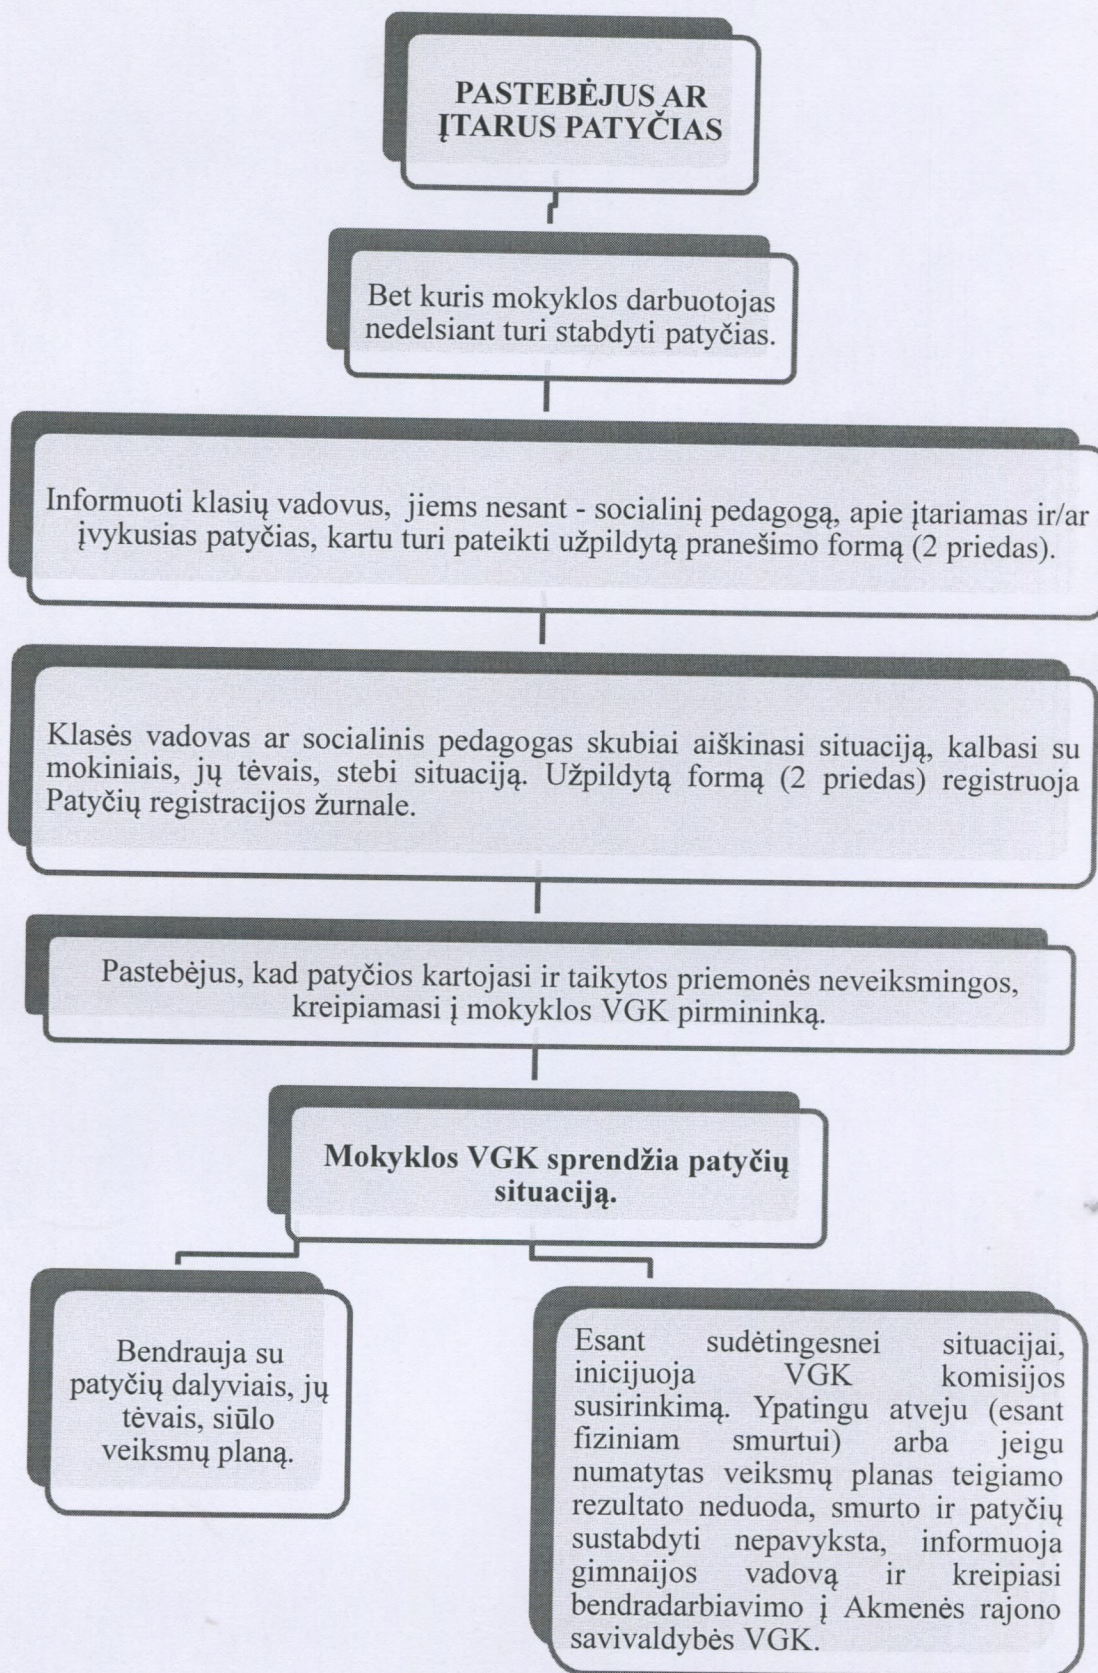 PASTEBĖJUS AR
ĮTARUS PATYČIAS
Bet kuris mokyklos darbuotojas
nedelsiant turi stabdyti patyčias.
Informuoti klasių vadovus, jiems nesant - socialinį pedagogą, apie įtariamas ir/ar
įvykusias patyčias, kartu turi pateikti užpildytą pranešimo formą (2 priedas).
Klasės vadovas ar socialinis pedagogas skubiai aiškinasi situaciją, kalbasi su
mokiniais, jų tėvais, stebi situaciją. Užpildytą formą (2 priedas) registruoja
Patyčių registracijos žurnale.
Pastebėjus, kad patyčios kartojasi ir taikytos priemonės neveiksmingos,
kreipiamasi į mokyklos VGK pirmininką.
Mokyklos VGK sprendžia patyčių
situaciją.
Bendrauja su
patyčių dalyviais, jų
tėvais, siūlo
veiksmų planą.
Esant sudėtingesnei situacijai,
inicijuoja VGK komisijos
susirinkimą. Ypatingu atveju (esant
fiziniam smurtui) arba jeigu
numatytas veiksmų planas teigiamo
rezultato neduoda, smurto ir patyčių
sustabdyti nepavyksta, informuoja
gimnaijos vadovą ir kreipiasi
bendradarbiavimo į Akmenės rajono
savivaldybės VGK.